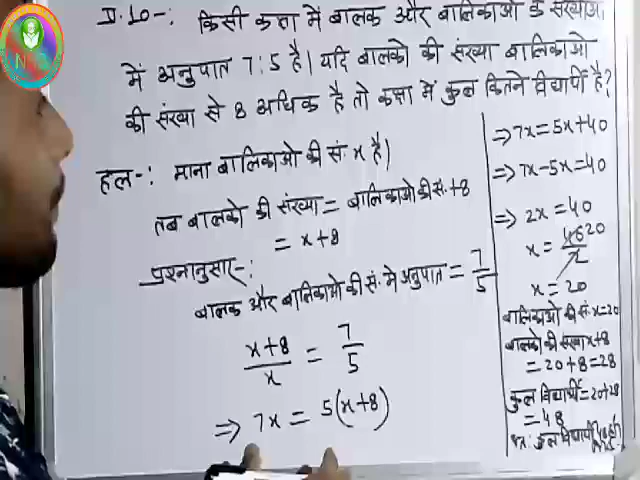 प्र.10-: किसी कक्षा में बालक और बालिकाओ के संख्याओ
में अनुपात 7:5 है। यदि बालको की संख्या बालिकाओ
की संख्या से 8 अधिक है तो कक्षा में कुल कितने विद्यार्थी है?
हल-: माना बालिकाओ की सं. x है।
तब बालको की संख्या = बालिकाओ की सं. +8
= x+8
प्रश्नानुसार-:
बालक और बालिकाओ की सं. मे अनुपात = 7/5
x+8/x = 7/5
⇒ 7x = 5(x+8)
⇒ 7x = 5x+40
⇒ 7x-5x = 40
⇒ 2x = 40
x = 40 20/2
x = 20
बालिकाओ की सं. x=20
बालको की संख्या x+8
= 20+8 = 28
कुल विद्यार्थी = 20+28
= 48
कुल विद्यार्थी